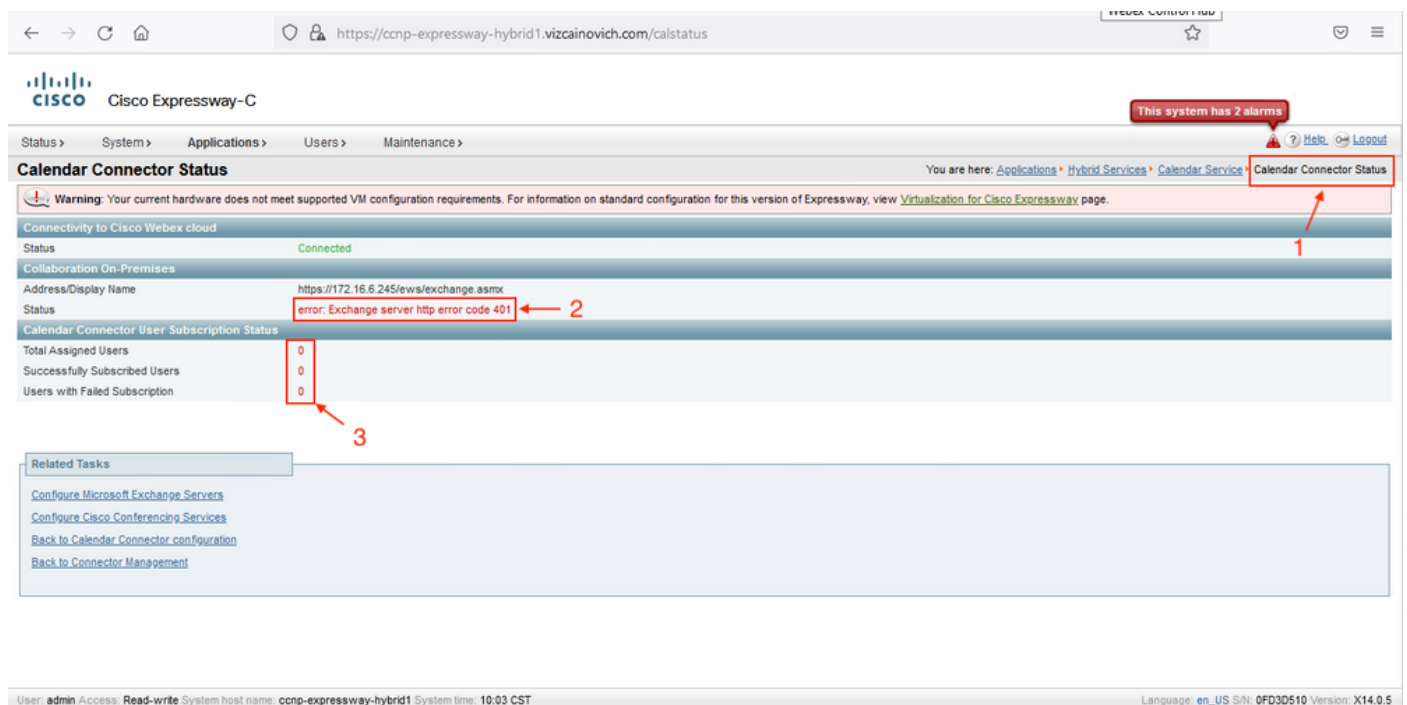 Webex Control Hub
https://ccnp-expressway-hybrid1.vizcainovich.com/calstatus
CISCO Cisco Expressway-C
This system has 2 alarms
Status > System > Applications > Users > Maintenance > Help Logout
Calendar Connector Status You are here: Applications Hybrid Services Calendar Service Calendar Connector Status
Warning: Your current hardware does not meet supported VM configuration requirements. For information on standard configuration for this version of Expressway, view Virtualization for Cisco Expressway page.
Connectivity to Cisco Webex cloud
1
Status Connected
Collaboration On-Premises
Address/Display Name https://172.16.6.245/ews/exchange.asmx
Status error: Exchange server http error code 401 2
Calendar Connector User Subscription Status
Total Assigned Users 0
Successfully Subscribed Users 0
Users with Failed Subscription 0
3
Related Tasks
Configure Microsoft Exchange Servers
Configure Cisco Conferencing Services
Back to Calendar Connector configuration
Back to Connector Management
User: admin Access: Read-write System host name: ccnp-expressway-hybrid1 System time: 10:03 CST Language: en_US S/N: 0FD3D510 Version: X14.0.5